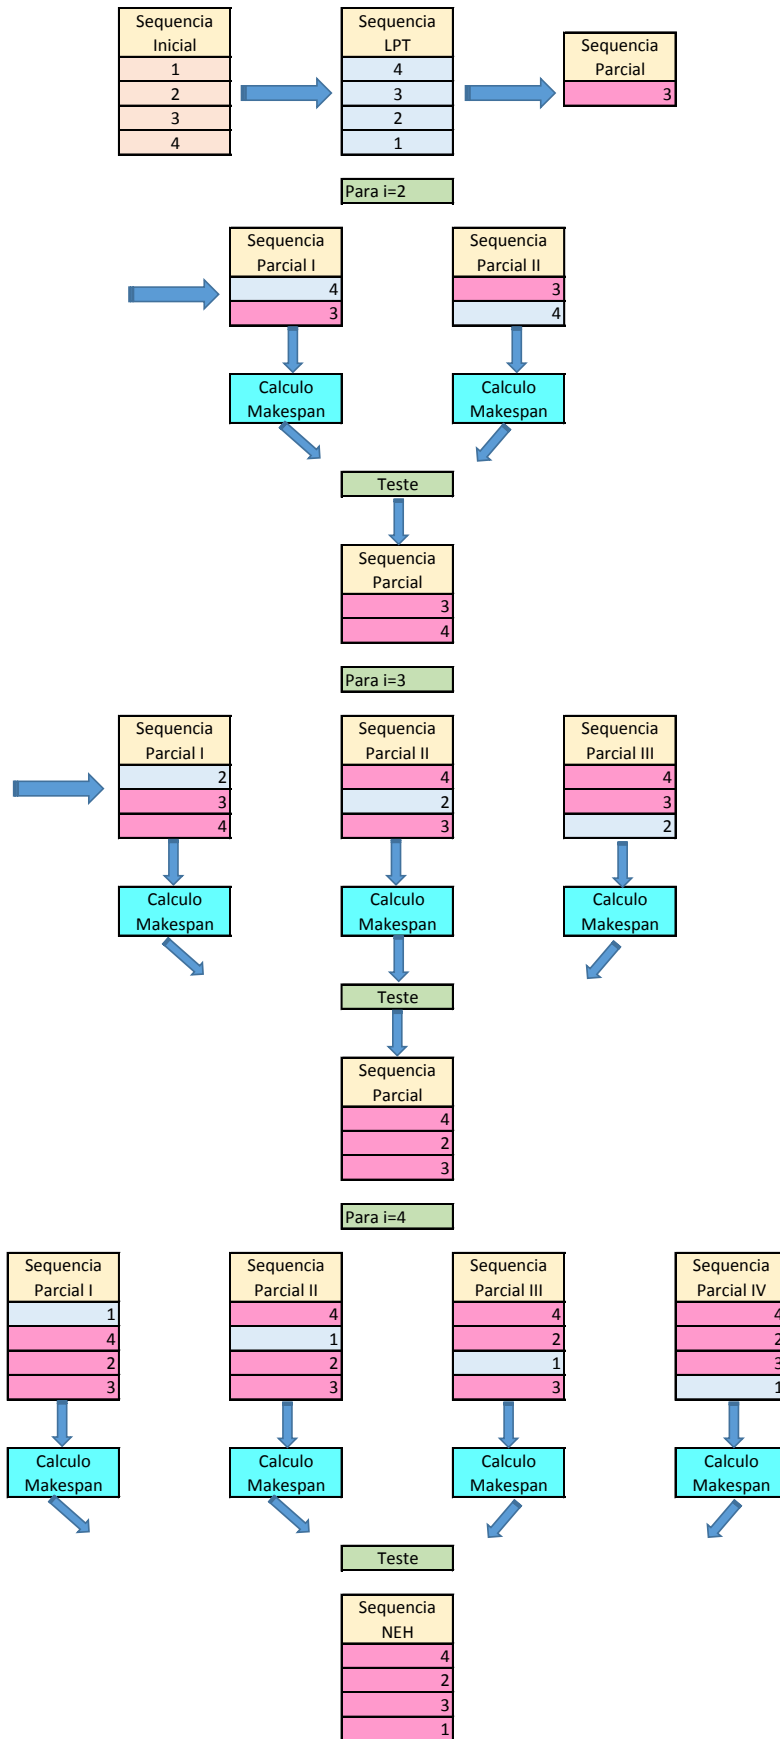 Sequencia
Inicial
1
2
3
4
Sequencia
LPT
4
3
2
1
Sequencia
Parcial
3
Para i=2
Sequencia
Parcial I
4
3
Sequencia
Parcial II
3
4
Calculo
Makespan
Calculo
Makespan
Teste
Sequencia
Parcial
3
4
Para i=3
Sequencia
Parcial I
2
3
4
Sequencia
Parcial II
4
2
3
Sequencia
Parcial III
4
3
2
Calculo
Makespan
Calculo
Makespan
Calculo
Makespan
Teste
Sequencia
Parcial
4
2
3
Para i=4
Sequencia
Parcial I
1
4
2
3
Sequencia
Parcial II
4
1
2
3
Sequencia
Parcial III
4
2
1
3
Sequencia
Parcial IV
4
2
3
1
Calculo
Makespan
Calculo
Makespan
Calculo
Makespan
Calculo
Makespan
Teste
Sequencia
NEH
4
2
3
1